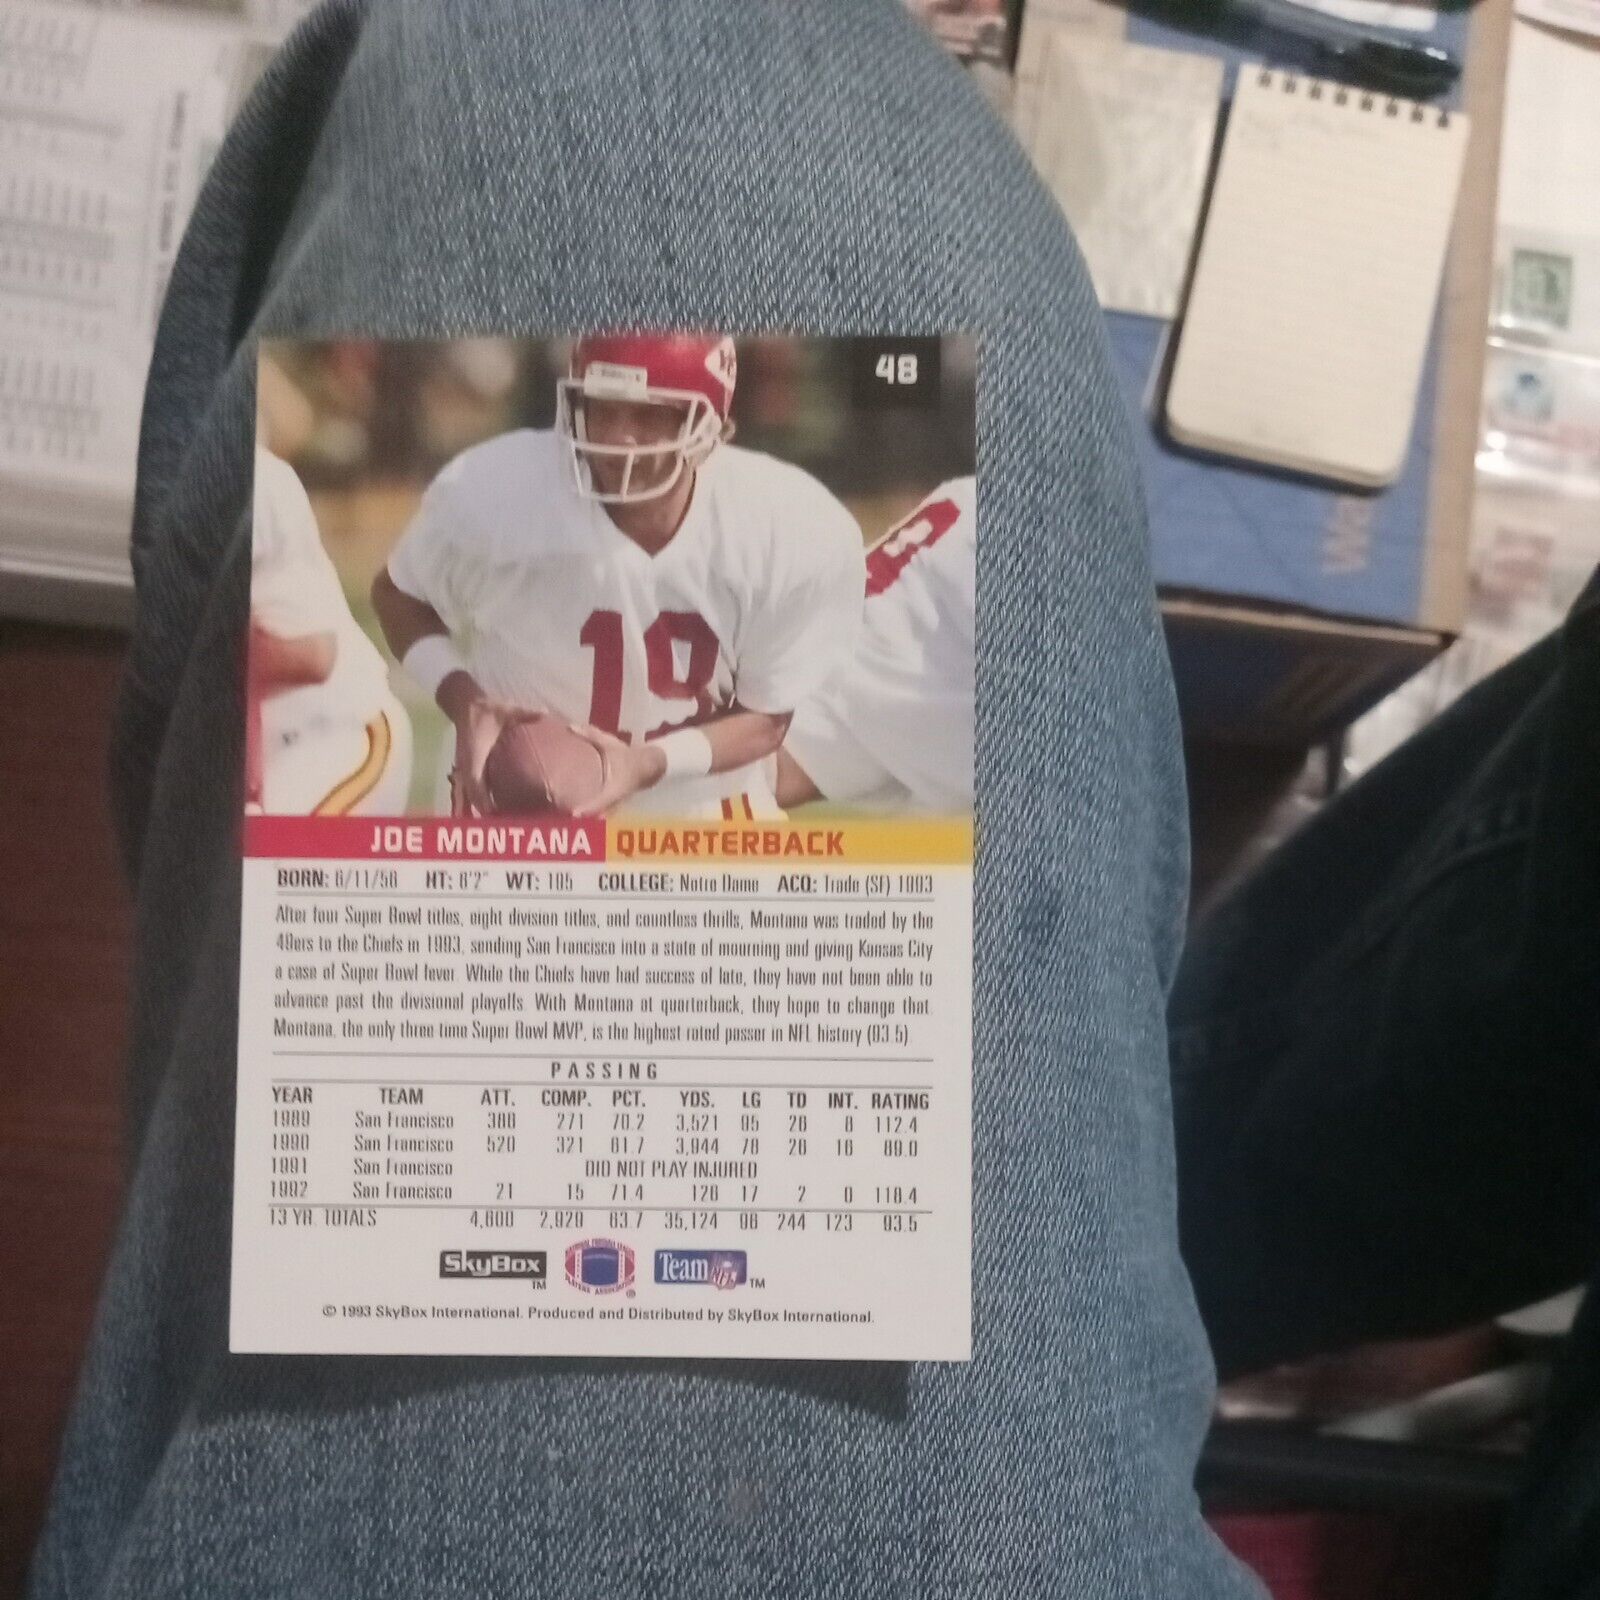 48
19
JOE MONTANA QUARTERBACK
BORN: 6/11/56 HT: 6'2" WT: 195 COLLEGE: Notre Dame ACQ: Trade (SF) 1993
After four Super Bowl titles, eight division titles, and countless thrills, Montana was traded by the
49ers to the Chiefs in 1993, sending San Francisco into a state of mourning and giving Kansas City
a case of Super Bowl fever. While the Chiefs have had success of late, they have not been able to
advance past the divisional playoffs. With Montana at quarterback, they hope to change that.
Montana, the only three time Super Bowl MVP, is the highest rated passer in NFL history (93.5)
PASSING
YEAR TEAM ATT. COMP. PCT. YDS. LG TD INT. RATING
1989 San Francisco 386 271 70.2 3,521 95 26 8 112.4
1990 San Francisco 520 321 61.7 3,944 78 26 16 89.0
1991 San Francisco DID NOT PLAY INJURED
1992 San Francisco 21 15 71.4 126 17 2 0 118.4
13 YR. TOTALS 4,600 2,929 63.7 35,124 96 244 123 93.5
SkyBox TM
Team NFL TM
© 1993 SkyBox International. Produced and Distributed by SkyBox International.